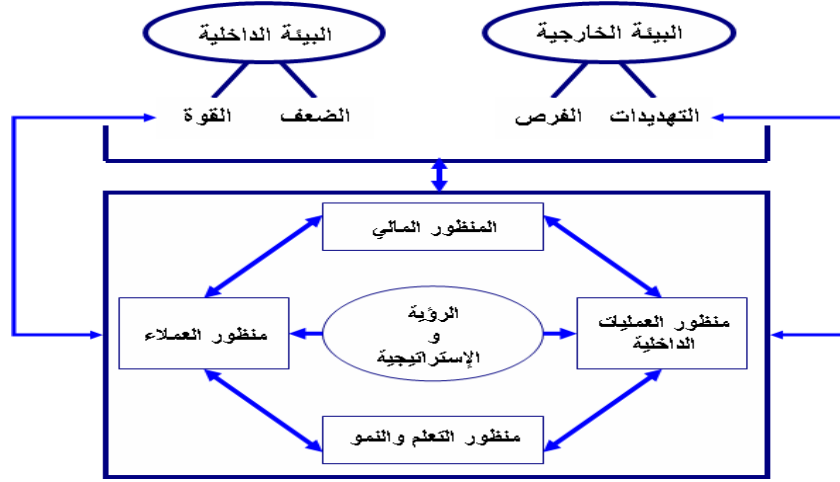 البيئة الخارجية
البيئة الداخلية
التهديدات
الفرص
الضعف
القوة
المنظور المالي
منظور العمليات
الداخلية
الرؤية
و
الإستراتيجية
منظور العملاء
منظور التعلم والنمو